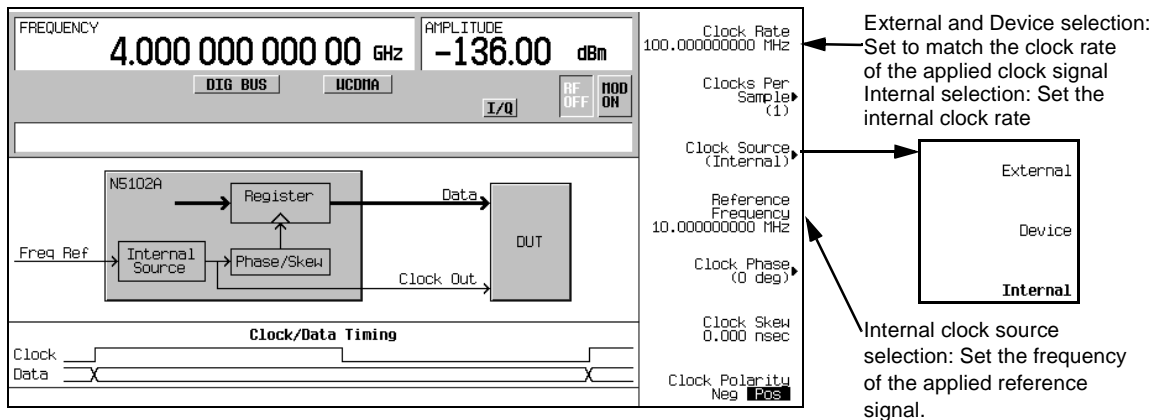 FREQUENCY
4.000 000 000 00 GHz
AMPLITUDE
-136.00 dBm
DIG BUS
WCDMA
I/Q
RF
OFF
MOD
ON
N5102A
Register
Data
Freq Ref
Internal
Source
Phase/Skew
Clock Out
DUT
Clock/Data Timing
Clock
Data
Clock Rate
100.000000000 MHz
Clocks Per
Sample
(1)
Clock Source
(Internal)
Reference
Frequency
10.000000000 MHz
Clock Phase
(0 deg)
Clock Skew
0.000 nsec
Clock Polarity
Neg Pos
External and Device selection:
Set to match the clock rate
of the applied clock signal
Internal selection: Set the
internal clock rate
External
Device
Internal
Internal clock source
selection: Set the frequency
of the applied reference
signal.